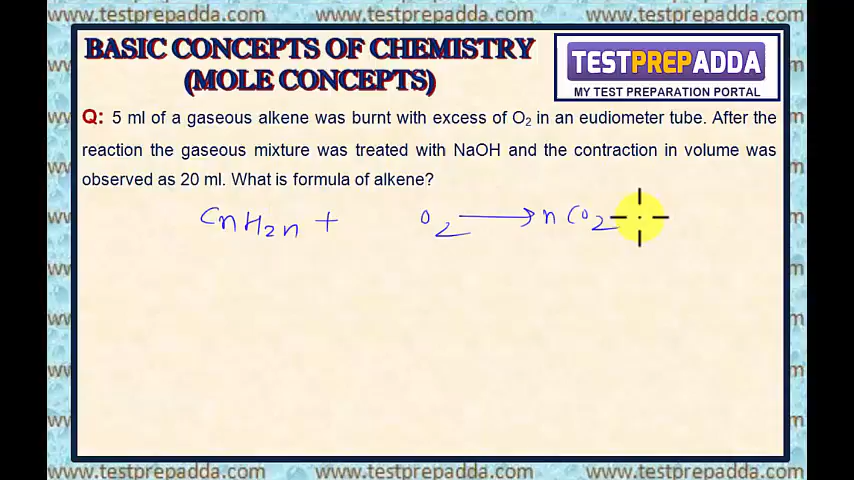 www.testprepadda.com www.testprepadda.com www.testprepadda.com
BASIC CONCEPTS OF CHEMISTRY
(MOLE CONCEPTS)
TESTPREPADDA
MY TEST PREPARATION PORTAL
Q: 5 ml of a gaseous alkene was burnt with excess of O₂ in an eudiometer tube. After the
reaction the gaseous mixture was treated with NaOH and the contraction in volume was
observed as 20 ml. What is formula of alkene?
CnH2n + O2 → n CO2
www.testprepadda.com www.testprepadda.com www.testprepadda.com